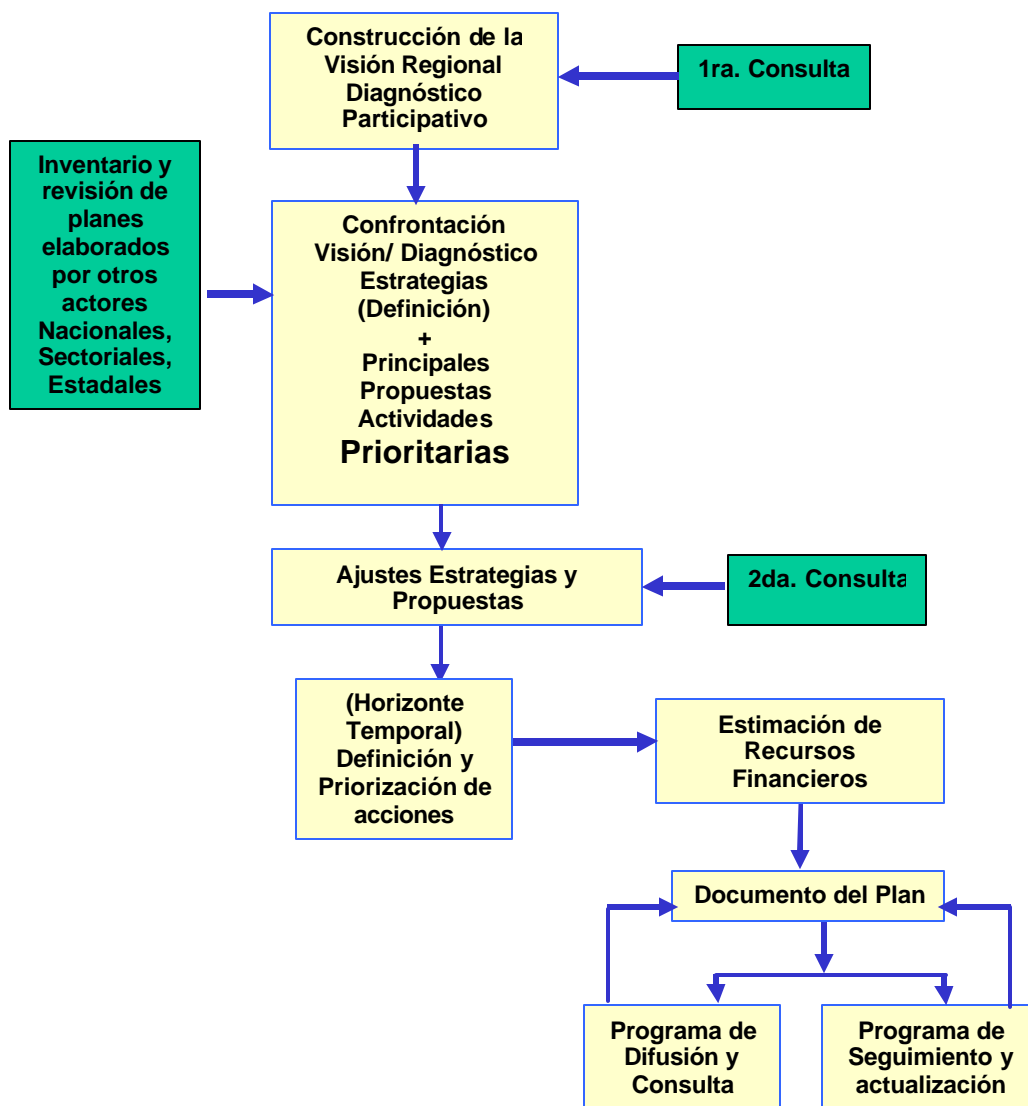 Construcción de la
Visión Regional
Diagnóstico
Participativo
1ra. Consulta
Inventario y
revisión de
planes
elaborados
por otros
actores
Nacionales,
Sectoriales,
Estadales
Confrontación
Visión/ Diagnóstico
Estrategias
(Definición)
+
Principales
Propuestas
Actividades
Prioritarias
Ajustes Estrategias y
Propuestas
2da. Consulta
(Horizonte
Temporal)
Definición y
Priorización de
acciones
Estimación de
Recursos
Financieros
Documento del Plan
Programa de
Difusión y
Consulta
Programa de
Seguimiento y
actualización